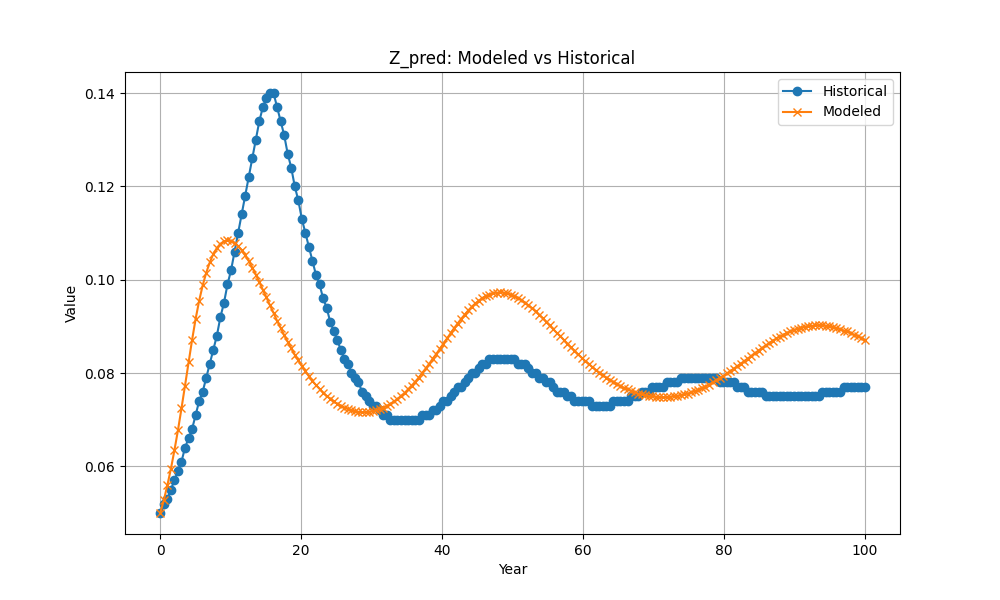 Z_pred: Modeled vs Historical
Historical
Modeled
Value
0.14
0.12
0.10
0.08
0.06
0
20
40
60
80
100
Year